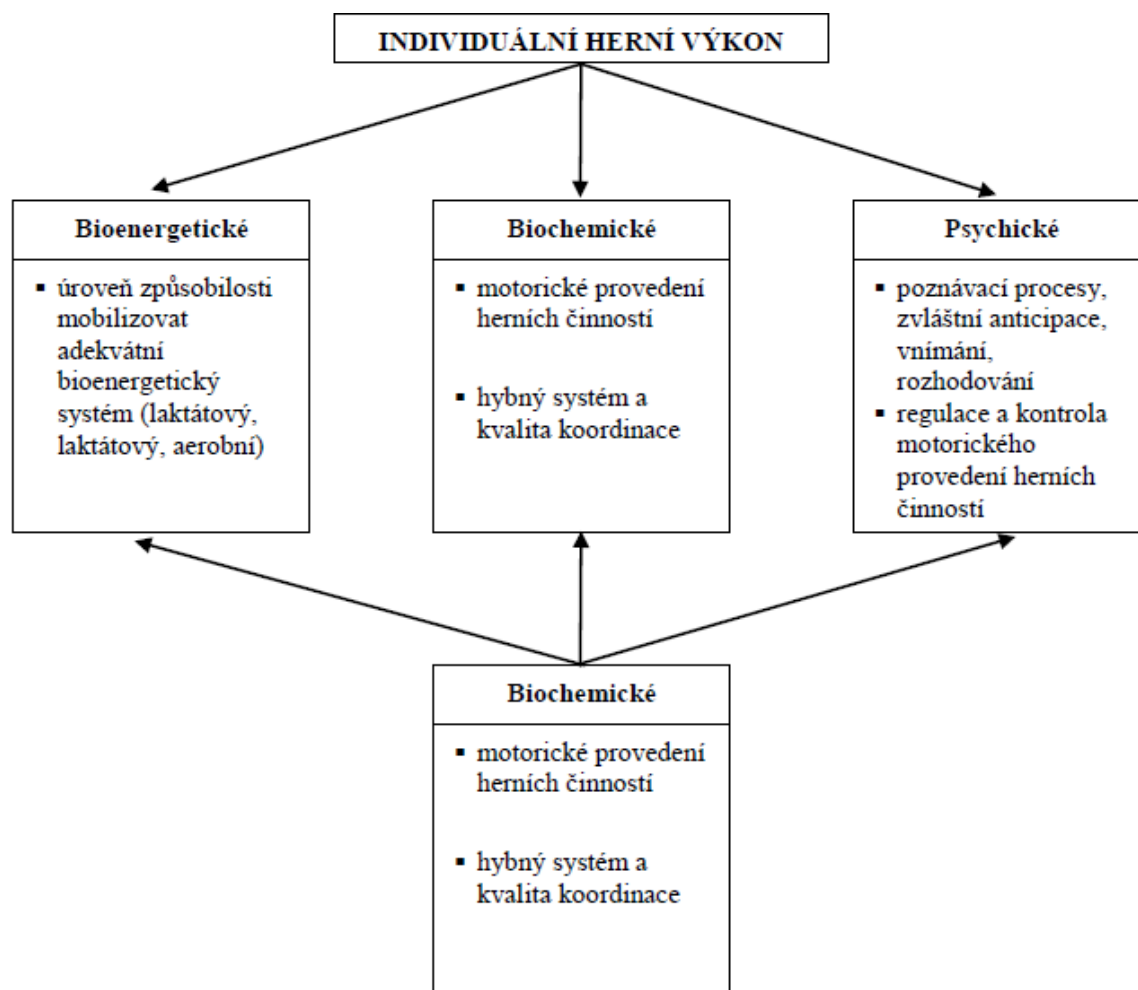 INDIVIDUÁLNÍ HERNÍ VÝKON
Bioenergetické
▪ úroveň způsobilosti
mobilizovat
adekvátní
bioenergetický
systém (laktátový,
laktátový, aerobní)
Biochemické
▪ motorické provedení
herních činností
▪ hybný systém a
kvalita koordinace
Psychické
▪ poznávací procesy,
zvláštní anticipace,
vnímání,
rozhodování
▪ regulace a kontrola
motorického
provedení herních
činností
Biochemické
▪ motorické provedení
herních činností
▪ hybný systém a
kvalita koordinace